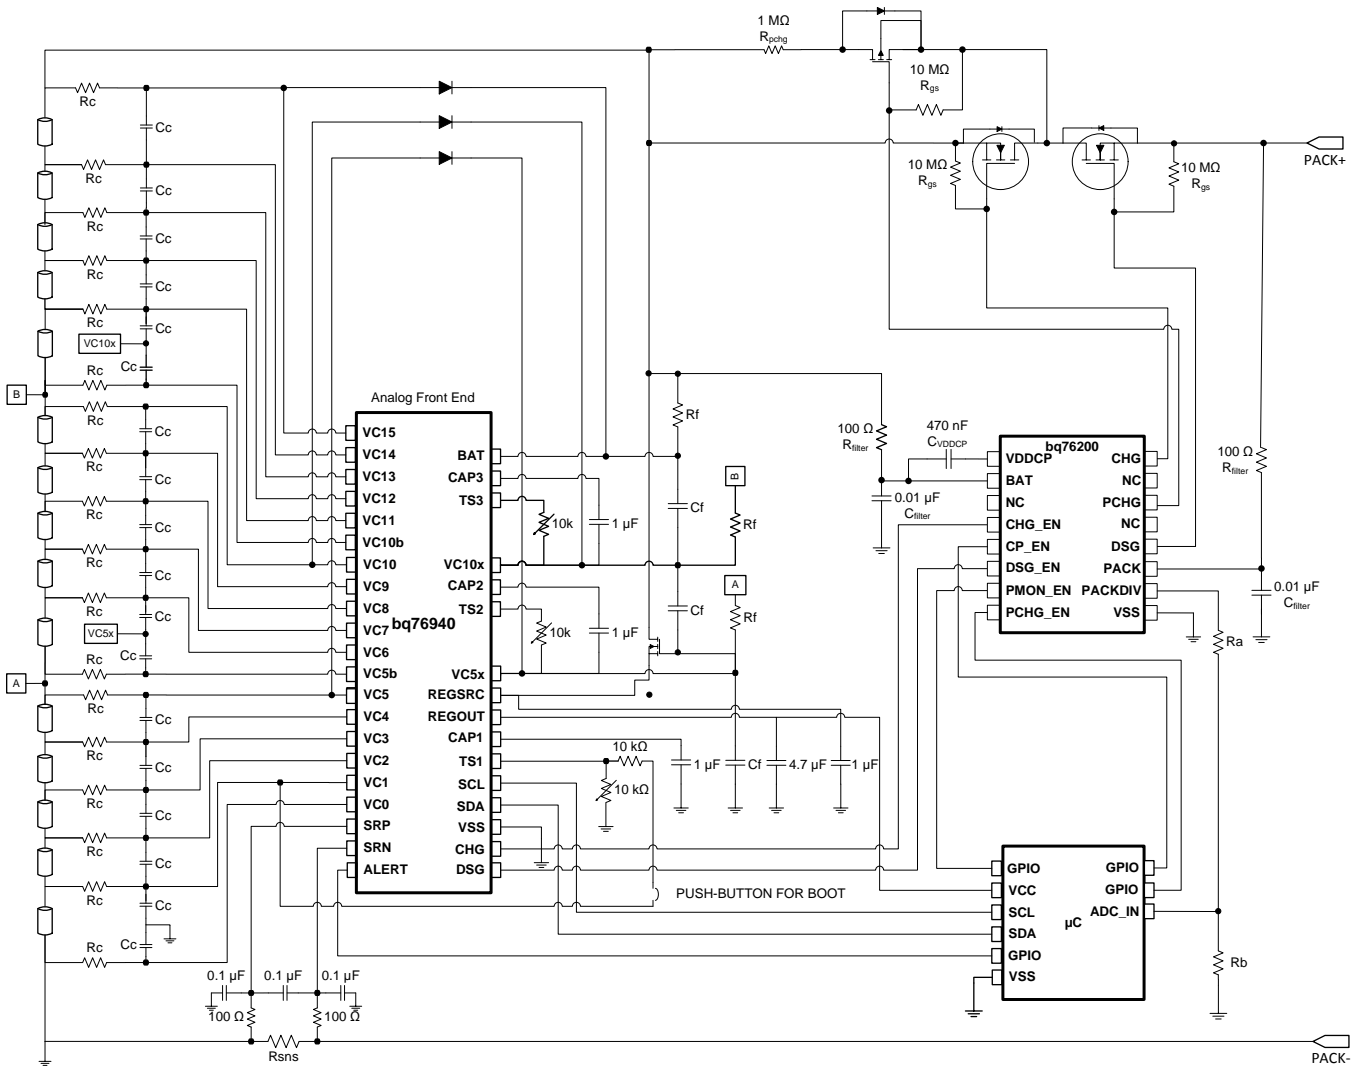 1 MΩ
Rpchg
10 MΩ
Rgs
10 MΩ
Rgs
10 MΩ
Rgs
PACK+
Rc
Cc
Rc
Cc
Rc
Cc
Rc
Cc
Rc
Cc
VC10x
Cc
Rc
B
Rc
Cc
Rc
Cc
Rc
Cc
Rc
Cc
Rc
Cc
VC5x
Cc
Rc
A
Rc
Cc
Rc
Cc
Rc
Cc
Rc
Cc
Rc
Cc
Cc
Rc
Analog Front End
bq76940
VC15
VC14
VC13
VC12
VC11
VC10b
VC10
VC9
VC8
VC7
VC6
VC5b
VC5
VC4
VC3
VC2
VC1
VC0
SRP
SRN
ALERT
BAT
CAP3
TS3
VC10x
CAP2
TS2
VC5x
REGSRC
REGOUT
CAP1
TS1
SCL
SDA
VSS
CHG
DSG
10k
1 µF
Rf
Cf
B
Rf
10k
1 µF
Cf
A
Rf
10 kΩ
10 kΩ
1 µF
Cf
4.7 µF
1 µF
PUSH-BUTTON FOR BOOT
100 Ω
Rfilter
470 nF
CVDDCP
0.01 µF
Cfilter
bq76200
VDDCP
BAT
NC
CHG_EN
CP_EN
DSG_EN
PMON_EN
PCHG_EN
CHG
NC
PCHG
NC
DSG
PACK
PACKDIV
VSS
100 Ω
Rfilter
0.01 µF
Cfilter
Ra
Rb
µC
GPIO
VCC
SCL
SDA
GPIO
VSS
GPIO
GPIO
ADC_IN
0.1 µF
0.1 µF
0.1 µF
100 Ω
100 Ω
Rsns
PACK-